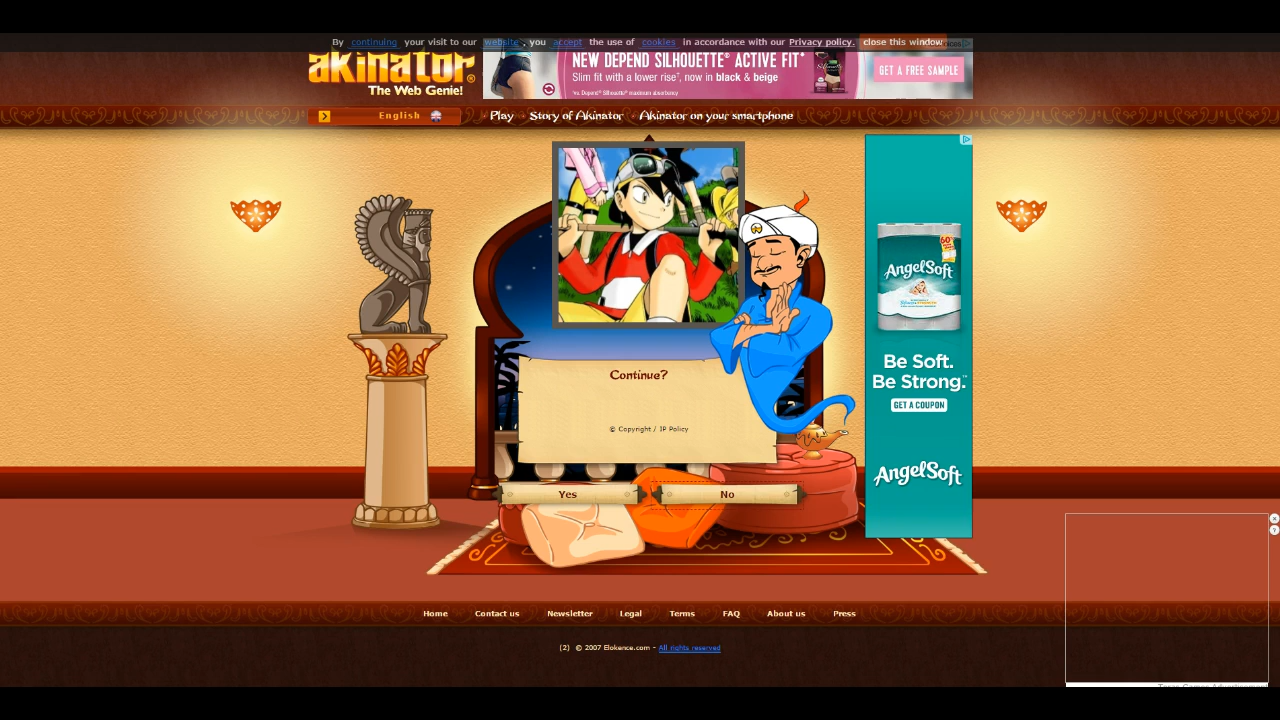 By continuing your visit to our website, you accept the use of cookies in accordance with our Privacy policy. close this window
akinator®
The Web Genie!
NEW DEPEND SILHOUETTE® ACTIVE FIT*
Slim fit with a lower rise†, now in black & beige
GET A FREE SAMPLE
English
Play
Story of Akinator
Akinator on your smartphone
60¢
AngelSoft
Continue?
Be Soft.
Be Strong.™
GET A COUPON
© Copyright / IP Policy
AngelSoft
Yes
No
Home
Contact us
Newsletter
Legal
Terms
FAQ
About us
Press
(2) © 2007 Elokence.com - All rights reserved